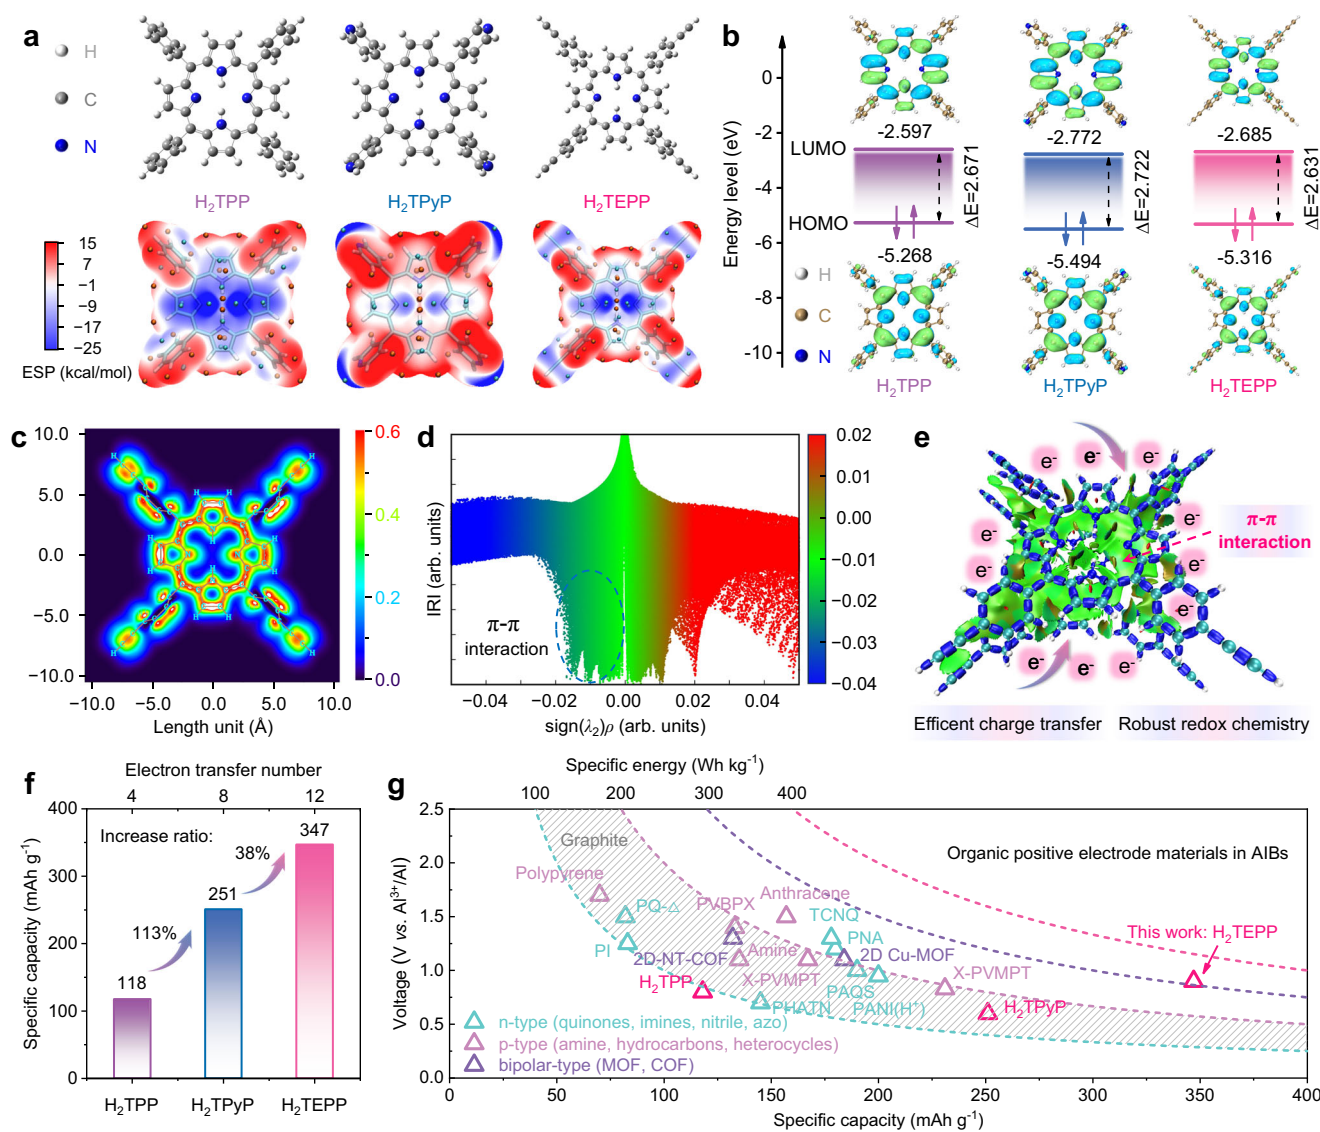 a
H
C
N
H₂TPP
H₂TPyP
H₂TEPP
15
7
−1
−9
−17
−25
ESP (kcal/mol)
b
Energy level (eV)
0
-2
-4
-6
-8
-10
LUMO
HOMO
-2.597
-2.772
-2.685
ΔE=2.671
ΔE=2.722
ΔE=2.631
-5.268
-5.494
-5.316
H
C
N
H₂TPP
H₂TPyP
H₂TEPP
c
10.0
5.0
0.0
−5.0
−10.0
−10.0
−5.0
0.0
5.0
10.0
Length unit (Å)
0.6
0.4
0.2
0.0
d
IRI (arb. units)
π-π
interaction
−0.04
−0.02
0.00
0.02
0.04
sign(λ₂)ρ (arb. units)
0.02
0.01
0.00
−0.01
−0.02
−0.03
−0.04
e
e⁻ e⁻ e⁻
e⁻
e⁻
e⁻
e⁻
e⁻
e⁻
e⁻ e⁻ e⁻
π-π
interaction
Efficent charge transfer
Robust redox chemistry
f
Electron transfer number
4
8
12
Specific capacity (mAh g⁻¹)
400
350
300
250
200
150
100
50
0
Increase ratio:
113%
38%
118
251
347
H₂TPP
H₂TPyP
H₂TEPP
g
Specific energy (Wh kg⁻¹)
100
200
300
400
Voltage (V vs. Al³⁺/Al)
2.5
2.0
1.5
1.0
0.5
0.0
Graphite
Organic positive electrode materials in AIBs
Polypyrene
PQ-△
PVBPX
Anthracene
TCNQ
PI
2D-NT-COF
Amine
PNA
2D Cu-MOF
This work: H₂TEPP
H₂TPP
X-PVMPT
PAQS
X-PVMPT
PHATN
PANI(H⁺)
H₂TPyP
n-type (quinones, imines, nitrile, azo)
p-type (amine, hydrocarbons, heterocycles)
bipolar-type (MOF, COF)
0
50
100
150
200
250
300
350
400
Specific capacity (mAh g⁻¹)